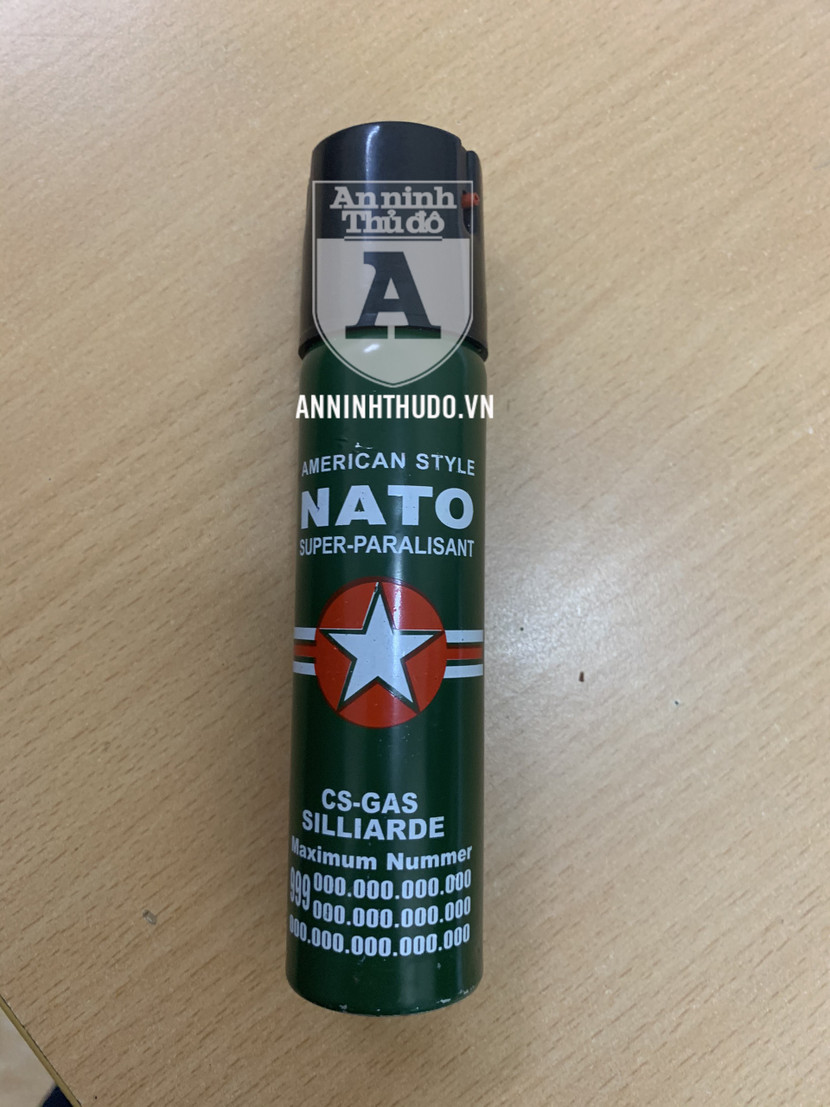 An ninh
Thủ đô
A
ANNINHTHUDO.VN
AMERICAN STYLE
NATO
SUPER-PARALISANT
CS-GAS
SILLIARDE
Maximum Nummer
999 000.000.000.000
000.000.000.000
000.000.000.000.000